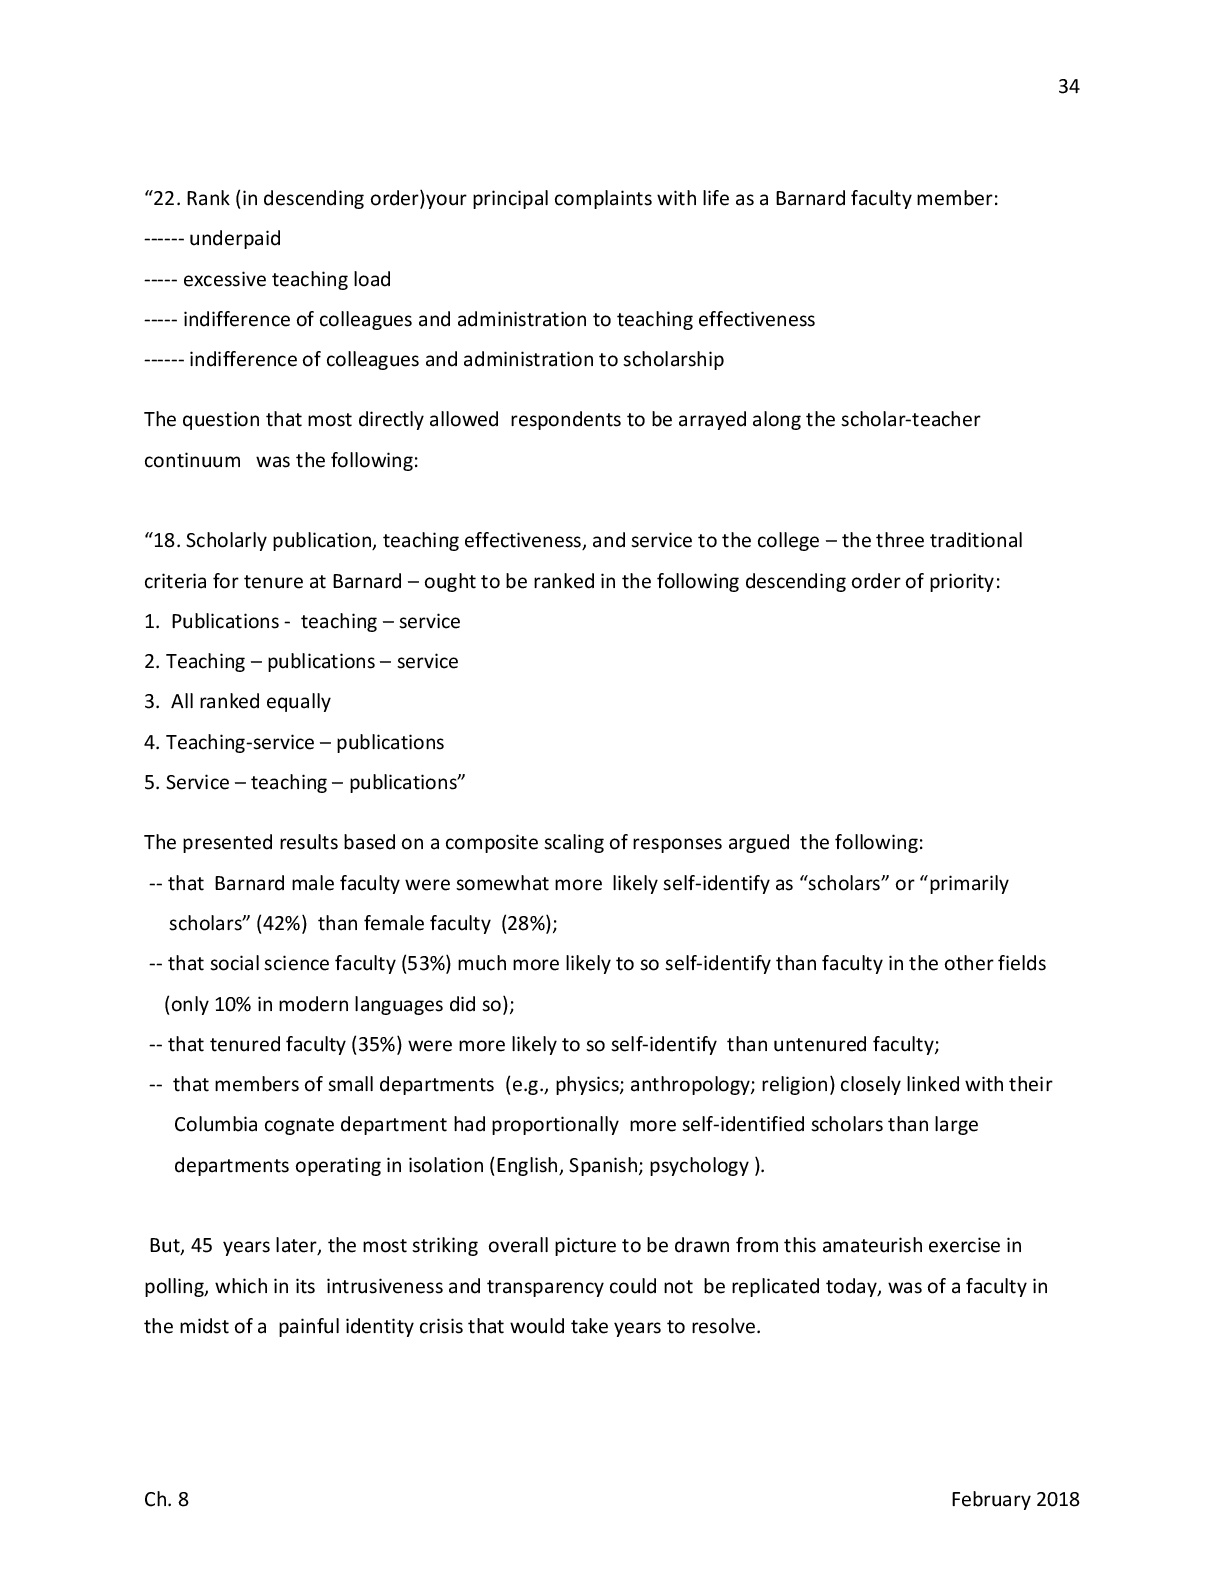 34
“22. Rank (in descending order)your principal complaints with life as a Barnard faculty member:
------ underpaid
----- excessive teaching load
----- indifference of colleagues and administration to teaching effectiveness
------ indifference of colleagues and administration to scholarship
The question that most directly allowed  respondents to be arrayed along the scholar-teacher
continuum   was the following:
“18. Scholarly publication, teaching effectiveness, and service to the college – the three traditional
criteria for tenure at Barnard – ought to be ranked in the following descending order of priority:
1.  Publications -  teaching – service
2. Teaching – publications – service
3.  All ranked equally
4. Teaching-service – publications
5. Service – teaching – publications”
The presented results based on a composite scaling of responses argued  the following:
-- that  Barnard male faculty were somewhat more  likely self-identify as “scholars” or “primarily
scholars” (42%)  than female faculty  (28%);
-- that social science faculty (53%) much more likely to so self-identify than faculty in the other fields
(only 10% in modern languages did so);
-- that tenured faculty (35%) were more likely to so self-identify  than untenured faculty;
--  that members of small departments  (e.g., physics; anthropology; religion) closely linked with their
Columbia cognate department had proportionally  more self-identified scholars than large
departments operating in isolation (English, Spanish; psychology ).
But, 45  years later, the most striking  overall picture to be drawn from this amateurish exercise in
polling, which in its  intrusiveness and transparency could not  be replicated today, was of a faculty in
the midst of a  painful identity crisis that would take years to resolve.
Ch. 8 February 2018